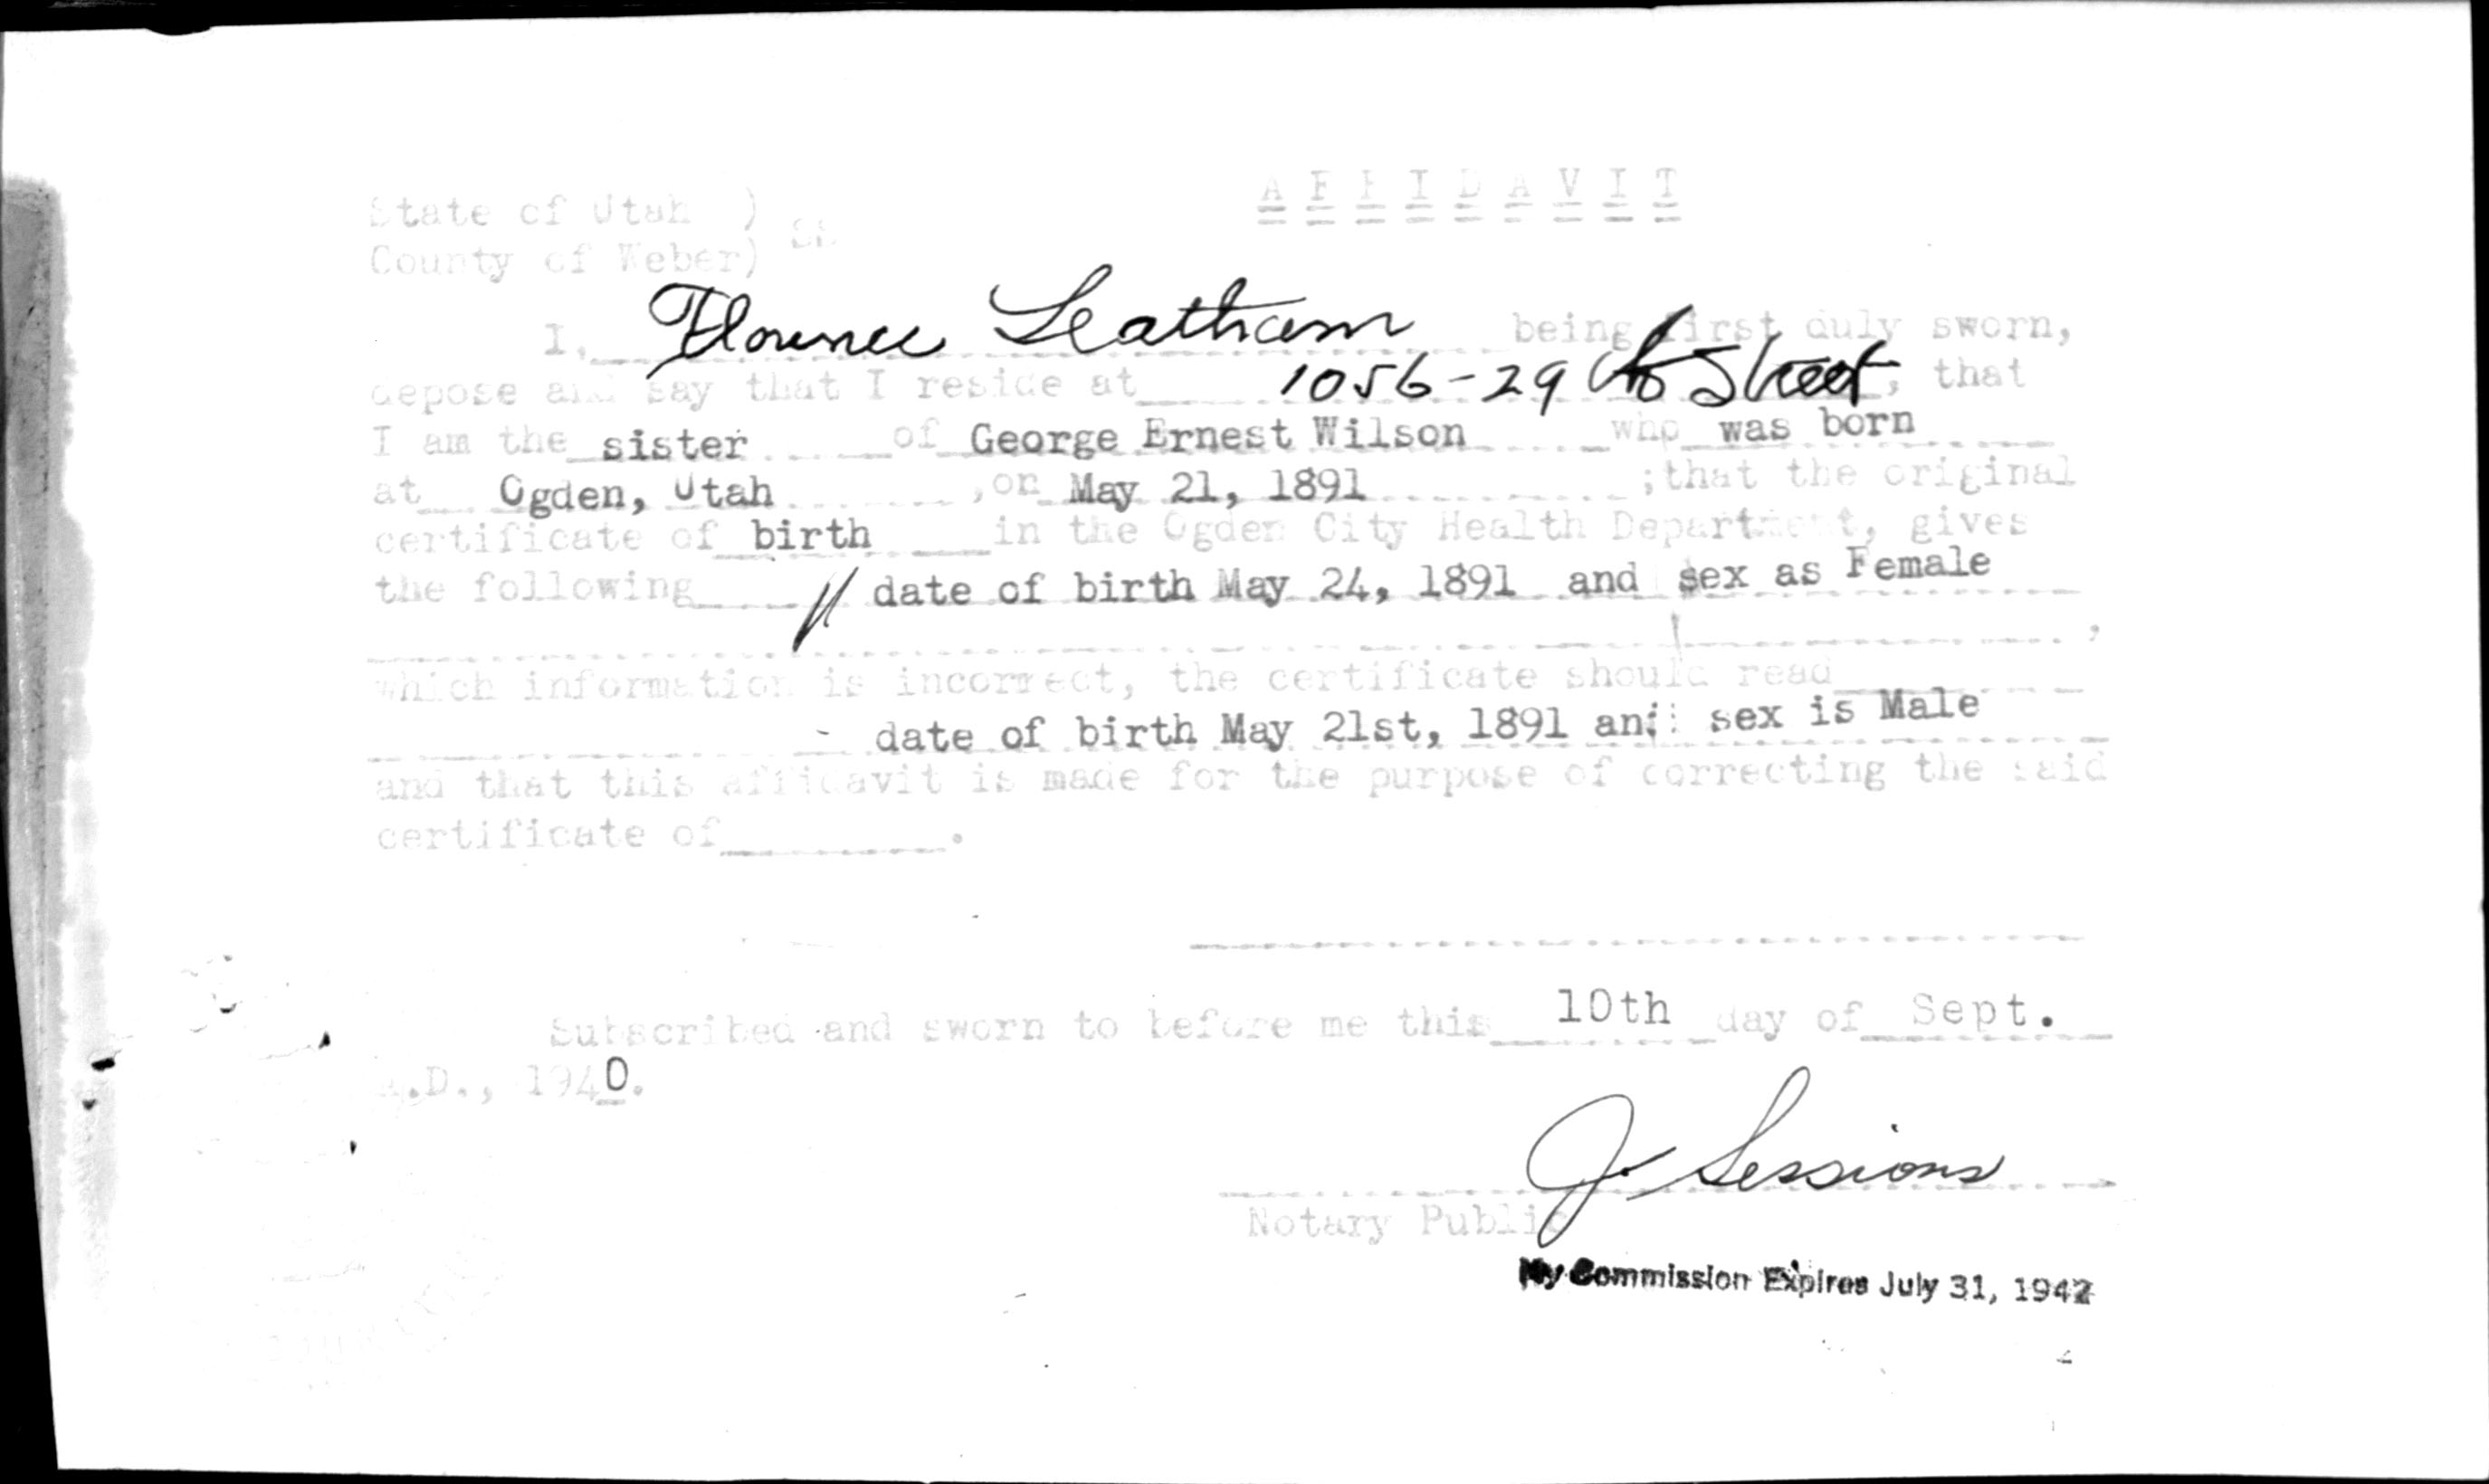 AFFIDAVIT
State of Utah )
County of Weber) SS
I, Florence Leatham being first duly sworn,
depose and say that I reside at 1056-29th Street, that
I am the sister of George Ernest Wilson who was born
at Ogden, Utah ,on May 21, 1891 ;that the original
certificate of birth in the Ogden City Health Department, gives
the following date of birth May 24, 1891 and sex as Female
,
which information is incorrect, the certificate should read
date of birth May 21st, 1891 and sex is Male
and that this affidavit is made for the purpose of correcting the said
certificate of .
Subscribed and sworn to before me this 10th day of Sept.
A.D., 1940.
J Sessions
Notary Public
My Commission Expires July 31, 1942